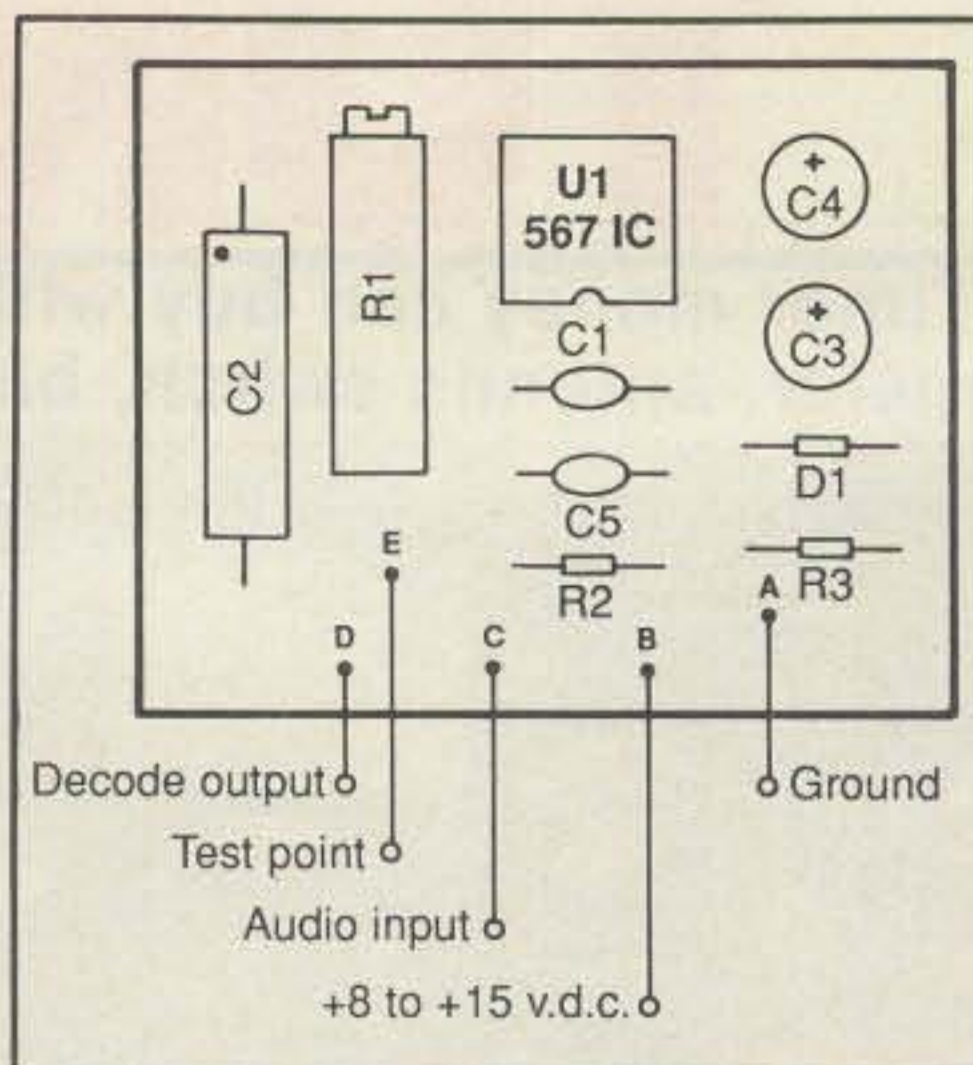 U1
567 IC
+
C4
R1
C1
+
C3
C2
D1
C5
E
R2
A
R3
D
C
B
Decode output
Ground
Test point
Audio input
+8 to +15 v.d.c.